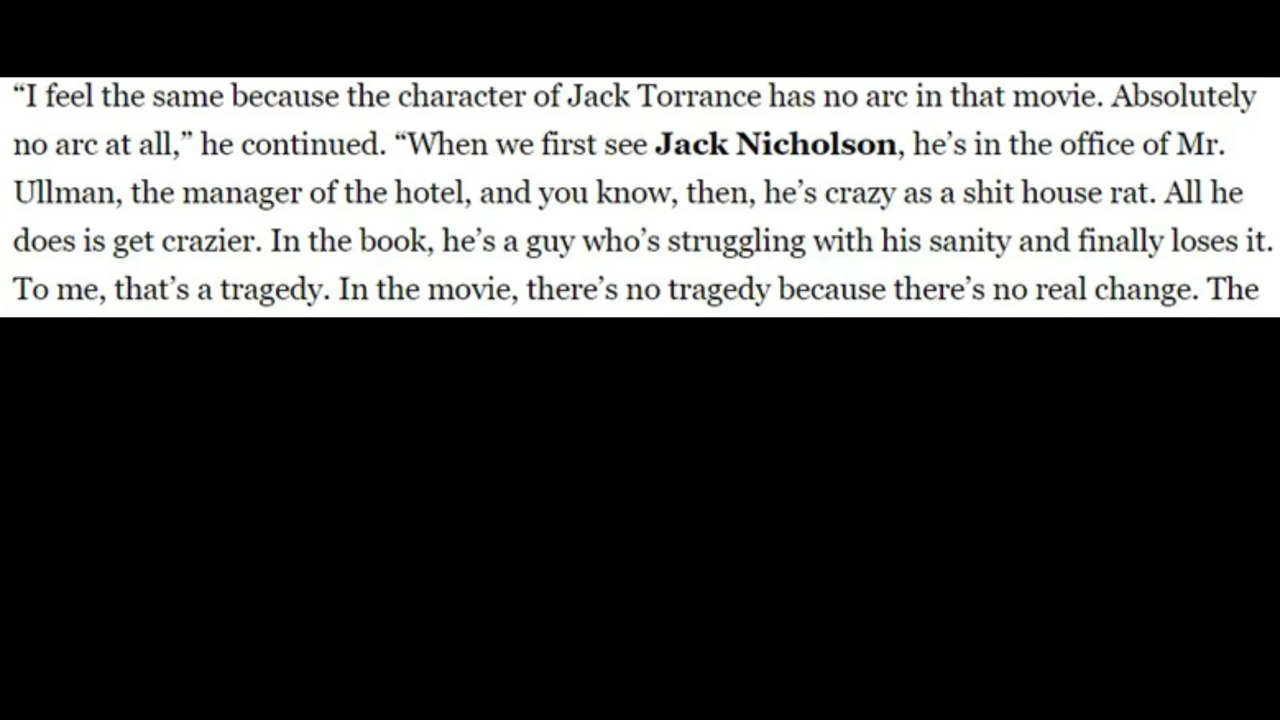 “I feel the same because the character of Jack Torrance has no arc in that movie. Absolutely
no arc at all,” he continued. “When we first see Jack Nicholson, he’s in the office of Mr.
Ullman, the manager of the hotel, and you know, then, he’s crazy as a shit house rat. All he
does is get crazier. In the book, he’s a guy who’s struggling with his sanity and finally loses it.
To me, that’s a tragedy. In the movie, there’s no tragedy because there’s no real change. The